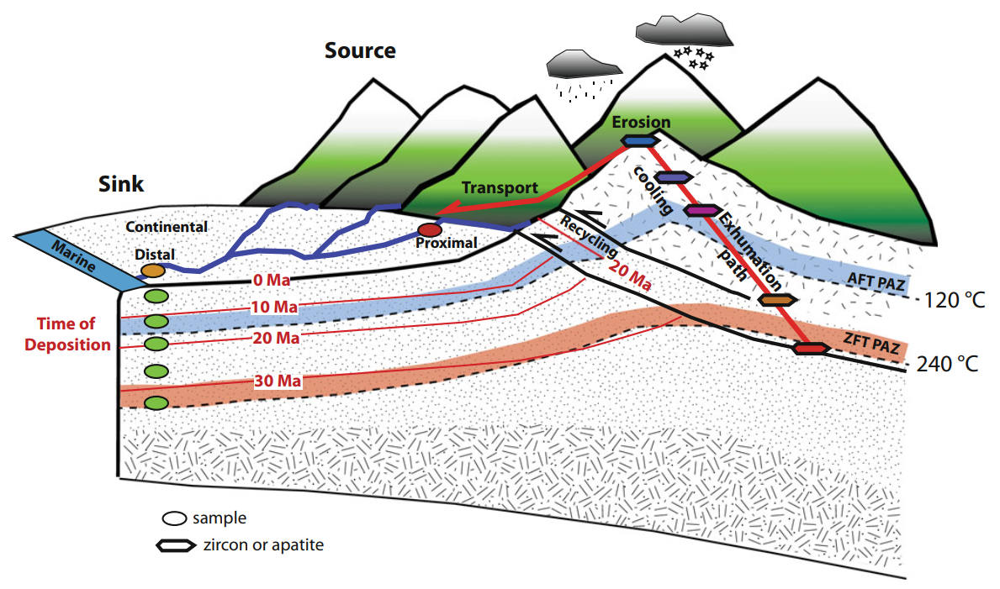 Source
Erosion
Sink
Transport
cooling
Continental
Recycling
Exhumation
path
Marine
Distal
Proximal
0 Ma
20 Ma
AFT PAZ
120 °C
10 Ma
Time of
Deposition
20 Ma
ZFT PAZ
240 °C
30 Ma
sample
zircon or apatite